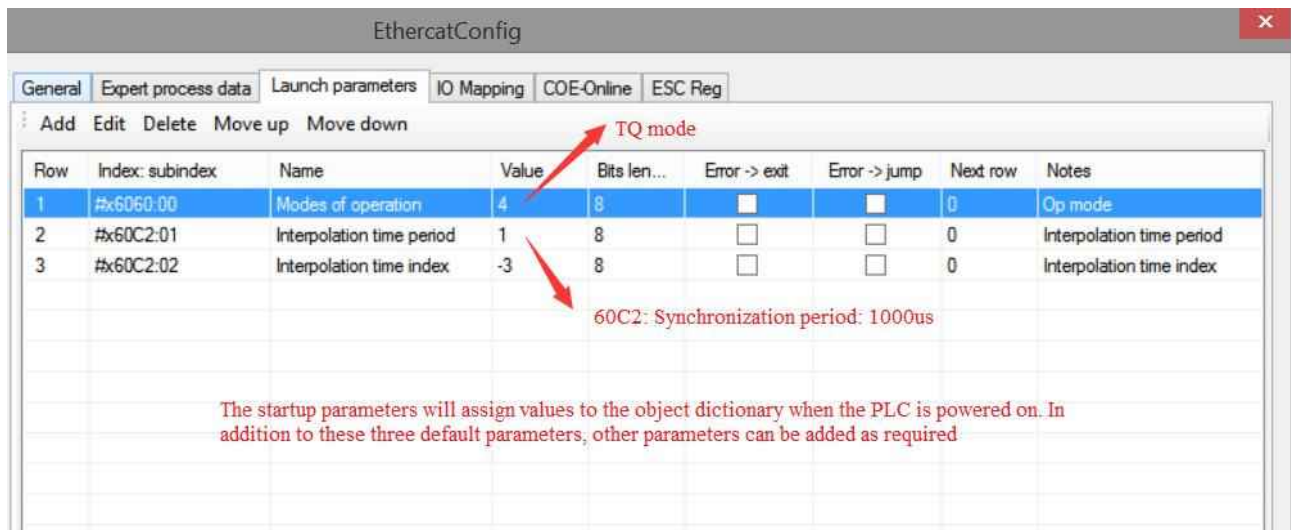 EthercatConfig
General Expert process data Launch parameters IO Mapping COE-Online ESC Reg
Add Edit Delete Move up Move down
TQ mode
Row Index: subindex Name Value Bits len... Error -> exit Error -> jump Next row Notes
1 #x6060:00 Modes of operation 4 8 0 Op mode
2 #x60C2:01 Interpolation time period 1 8 0 Interpolation time period
3 #x60C2:02 Interpolation time index -3 8 0 Interpolation time index
60C2: Synchronization period: 1000us
The startup parameters will assign values to the object dictionary when the PLC is powered on. In
addition to these three default parameters, other parameters can be added as required